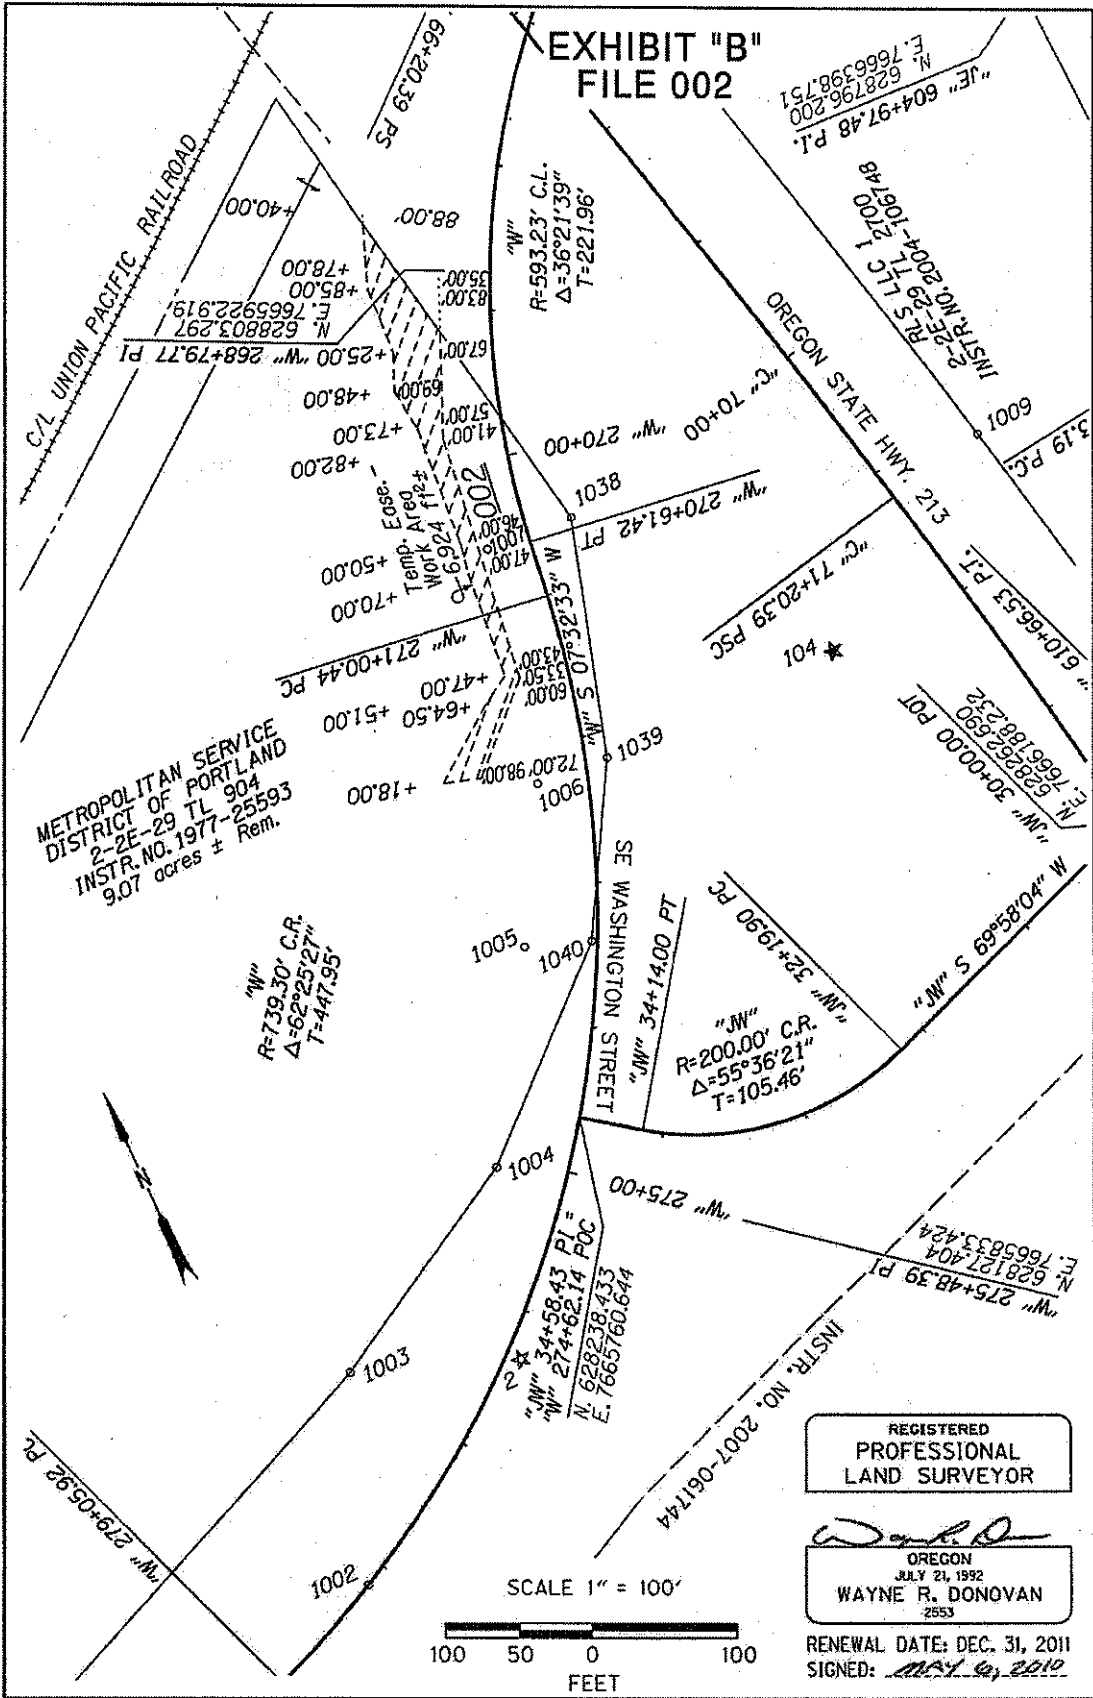 EXHIBIT "B"
FILE 002
66+20.39 PS
N. 628796.200
E. 7666398.751
"JE" 604+97.48 P.I.
RLS LLC 1
2-2E-29 TL 2700
INSTR.NO.2004-106748
C/L UNION PACIFIC RAILROAD
"W"
R=593.23' C.L.
Δ=36°21'39"
T=221.96'
OREGON STATE HWY. 213
1009
3.19 P.C.
+40.00
88.00'
+78.00
+85.00
35.00'
83.00'
N. 628803.297
E. 7665922.919
"W" 268+79.77 PI
+25.00
67.00'
+48.00
69.00'
57.00'
+73.00
41.00'
+82.00
"W" 270+00
"C" 70+00
Temp. Ease.
Work Area
6,924 ft²±
002
1038
"W" 270+61.42 PT
46.00'
1007
47.00'
+50.00
+70.00
"W" 271+00.44 PC
"W" S 07°32'33" W
"C" 71+20.39 PSC
104
610+66.53 P.I.
+47.00
43.00'
33.50'
+64.50
+51.00
60.00'
+18.00
72.00'
98.00'
1006
1039
"JW" 30+00.00 POT
N. 628262.690
E. 7666188.232
METROPOLITAN SERVICE
DISTRICT OF PORTLAND
2-2E-29 TL 904
INSTR.NO.1977-25593
9.07 acres ± Rem.
"W"
R=739.30' C.R.
Δ=62°25'27"
T=447.95'
1005
1040
SE WASHINGTON STREET
"JW" 34+14.00 PT
"JW" 32+19.90 PC
"JW" S 69°58'04" W
"JW"
R=200.00' C.R.
Δ=55°36'21"
T=105.46'
N
1004
"W" 275+00
"W" 275+48.39 PI
N. 628127.404
E. 7665833.424
"JW" 34+58.43 PI =
"W" 274+62.14 POC
N. 628238.433
E. 7665760.644
2
1003
INSTR. NO. 2007-061744
"W" 279+05.92 PC
1002
SCALE 1" = 100'
100 50 0 100
FEET
REGISTERED
PROFESSIONAL
LAND SURVEYOR
Wayne R. Donovan
OREGON
JULY 21, 1992
WAYNE R. DONOVAN
2553
RENEWAL DATE: DEC. 31, 2011
SIGNED: MAY 6, 2010